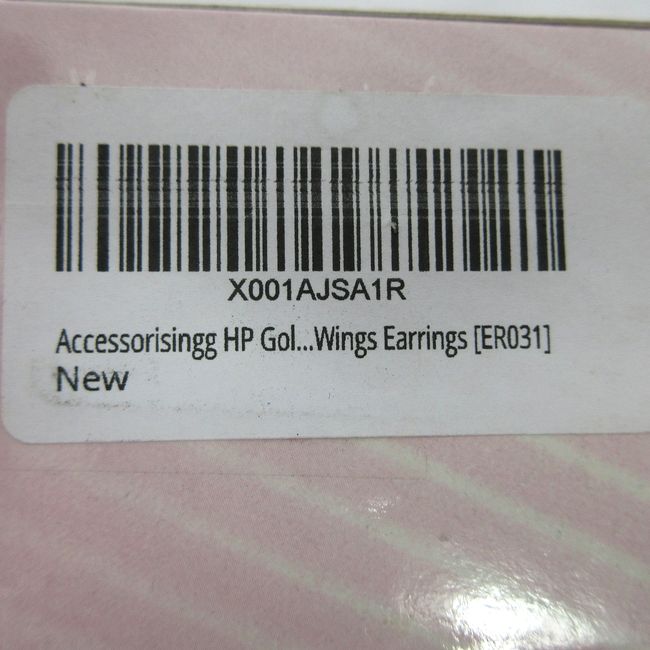 X001AJSA1R
Accessorisingg HP Gol...Wings Earrings [ER031]
New